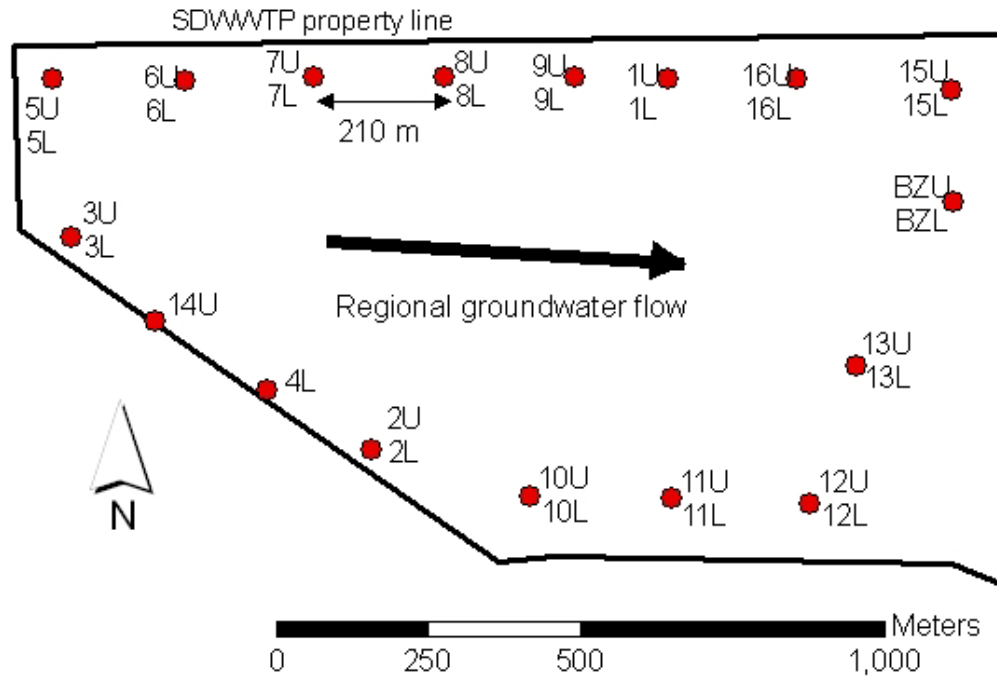 SDWWTP property line
5U
5L
6U
6L
7U
7L
8U
8L
9U
9L
1U
1L
16U
16L
15U
15L
210 m
BZU
BZL
3U
3L
Regional groundwater flow
14U
13U
13L
4L
2U
2L
10U
10L
11U
11L
12U
12L
N
Meters
0 250 500 1,000